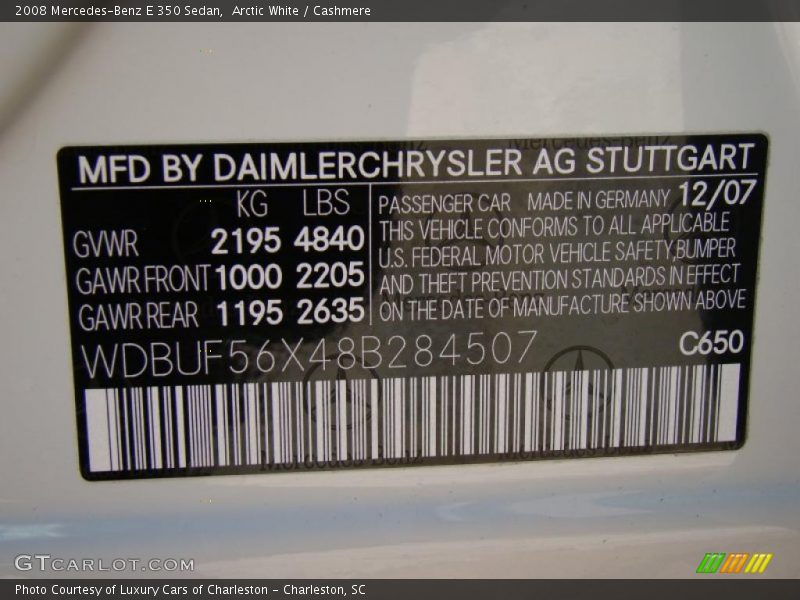 2008 Mercedes-Benz E 350 Sedan, Arctic White / Cashmere
MFD BY DAIMLERCHRYSLER AG STUTTGART
KG LBS
GVWR 2195 4840
GAWR FRONT 1000 2205
GAWR REAR 1195 2635
PASSENGER CAR MADE IN GERMANY 12/07
THIS VEHICLE CONFORMS TO ALL APPLICABLE
U.S. FEDERAL MOTOR VEHICLE SAFETY,BUMPER
AND THEFT PREVENTION STANDARDS IN EFFECT
ON THE DATE OF MANUFACTURE SHOWN ABOVE
WDBUF56X48B284507 C650
Mercedes-Benz
GTCARLOT.COM
Photo Courtesy of Luxury Cars of Charleston - Charleston, SC